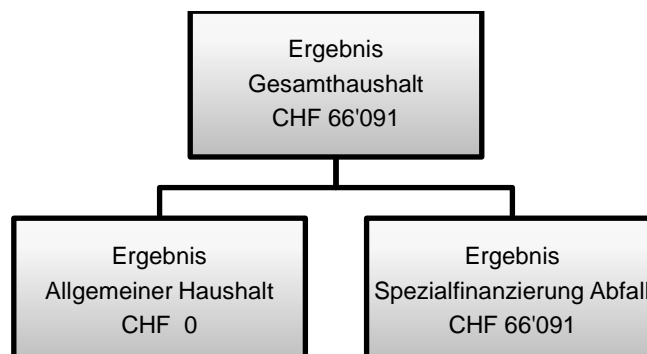 Ergebnis
Gesamthaushalt
CHF 66'091
Ergebnis
Allgemeiner Haushalt
CHF 0
Ergebnis
Spezialfinanzierung Abfall
CHF 66'091